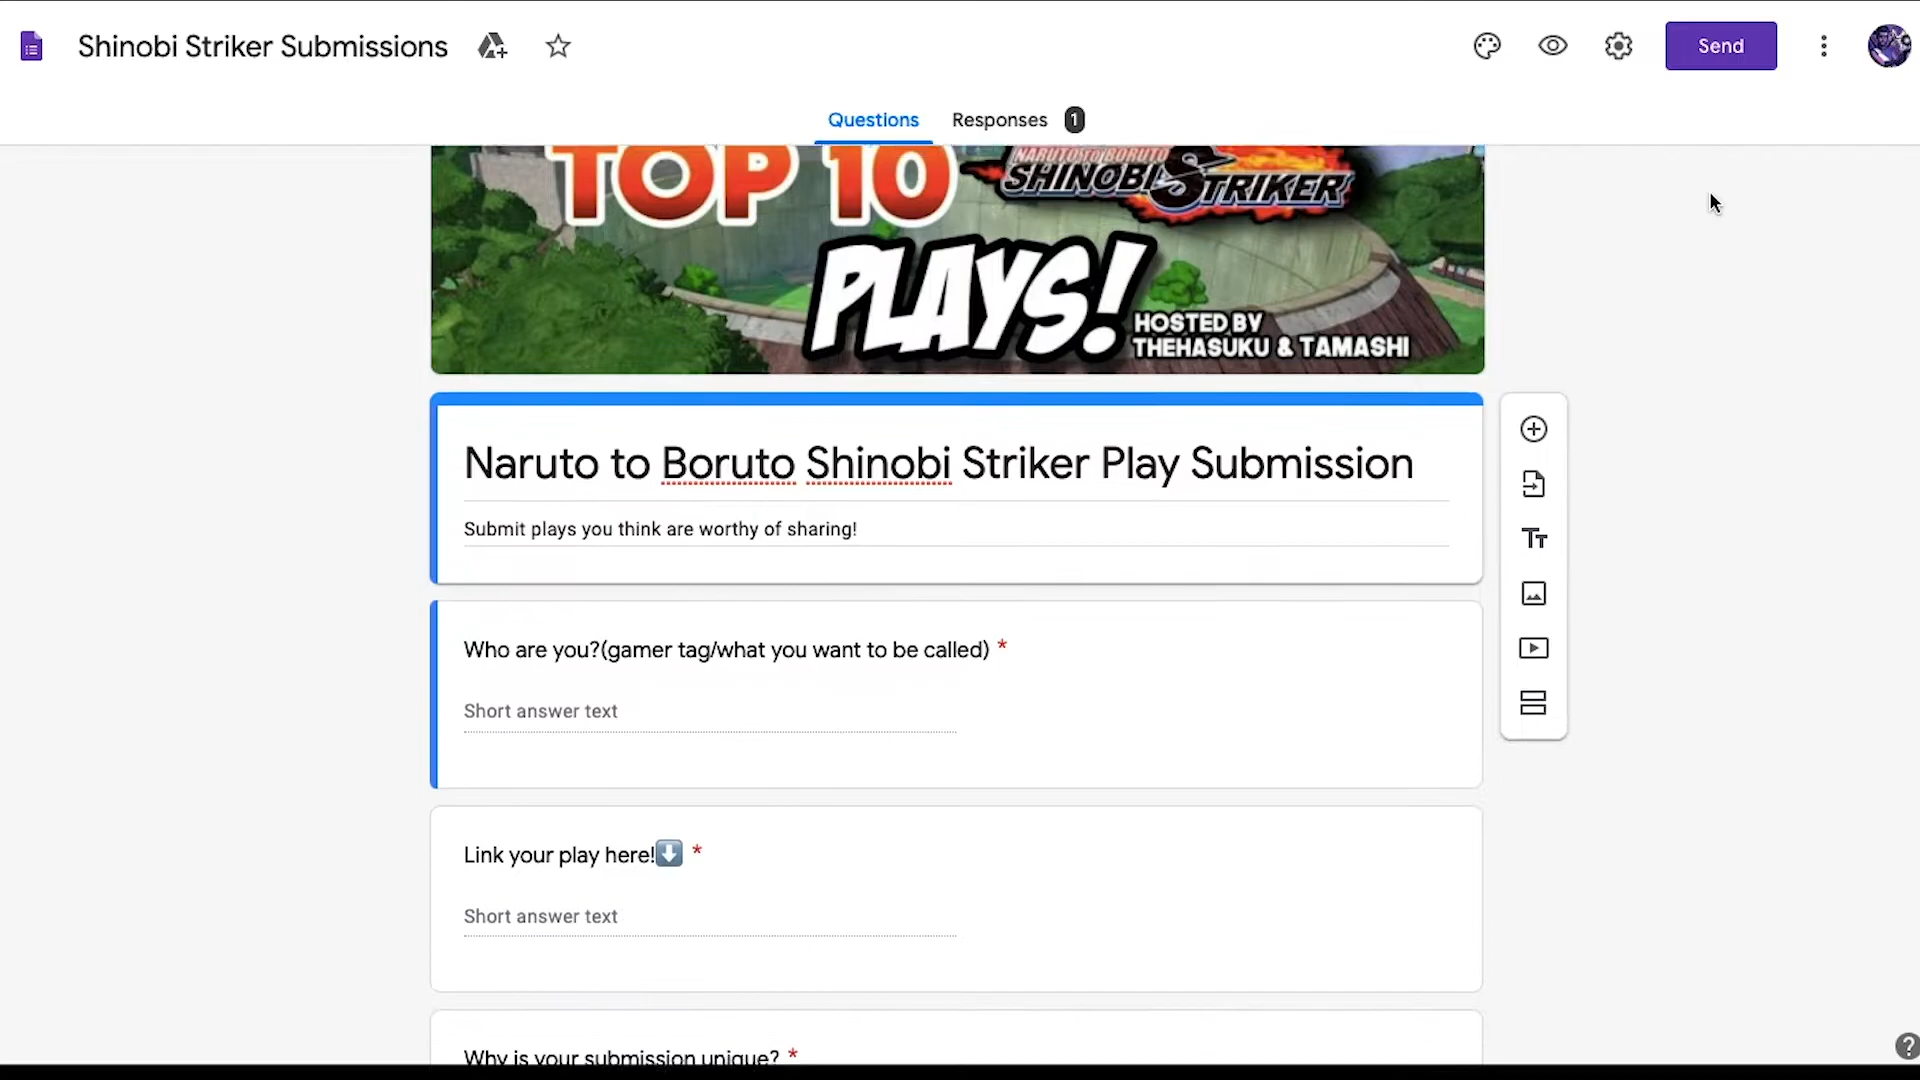 Shinobi Striker Submissions
Send
Questions
Responses 1
TOP 10
NARUTO TO BORUTO
SHINOBI STRIKER
PLAYS!
HOSTED BY
THEHASUKU & TAMASHI
Naruto to Boruto Shinobi Striker Play Submission
Submit plays you think are worthy of sharing!
Who are you?(gamer tag/what you want to be called) *
Short answer text
Link your play here!⬇️ *
Short answer text
Why is your submission unique? *